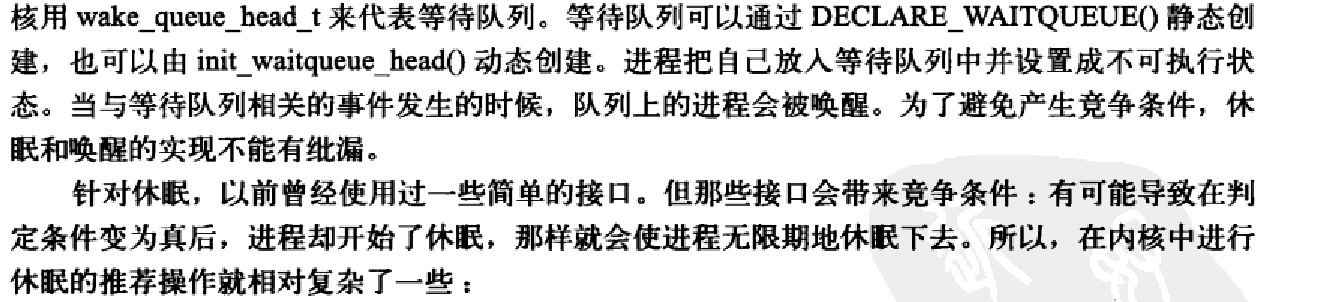 核用 wake_queue_head_t 来代表等待队列。等待队列可以通过 DECLARE_WAITQUEUE() 静态创
建，也可以由 init_waitqueue_head() 动态创建。进程把自己放入等待队列中并设置成不可执行状
态。当与等待队列相关的事件发生的时候，队列上的进程会被唤醒。为了避免产生竞争条件，休
眠和唤醒的实现不能有纰漏。
针对休眠，以前曾经使用过一些简单的接口。但那些接口会带来竞争条件：有可能导致在判
定条件变为真后，进程却开始了休眠，那样就会使进程无限期地休眠下去。所以，在内核中进行
休眠的推荐操作就相对复杂了一些：